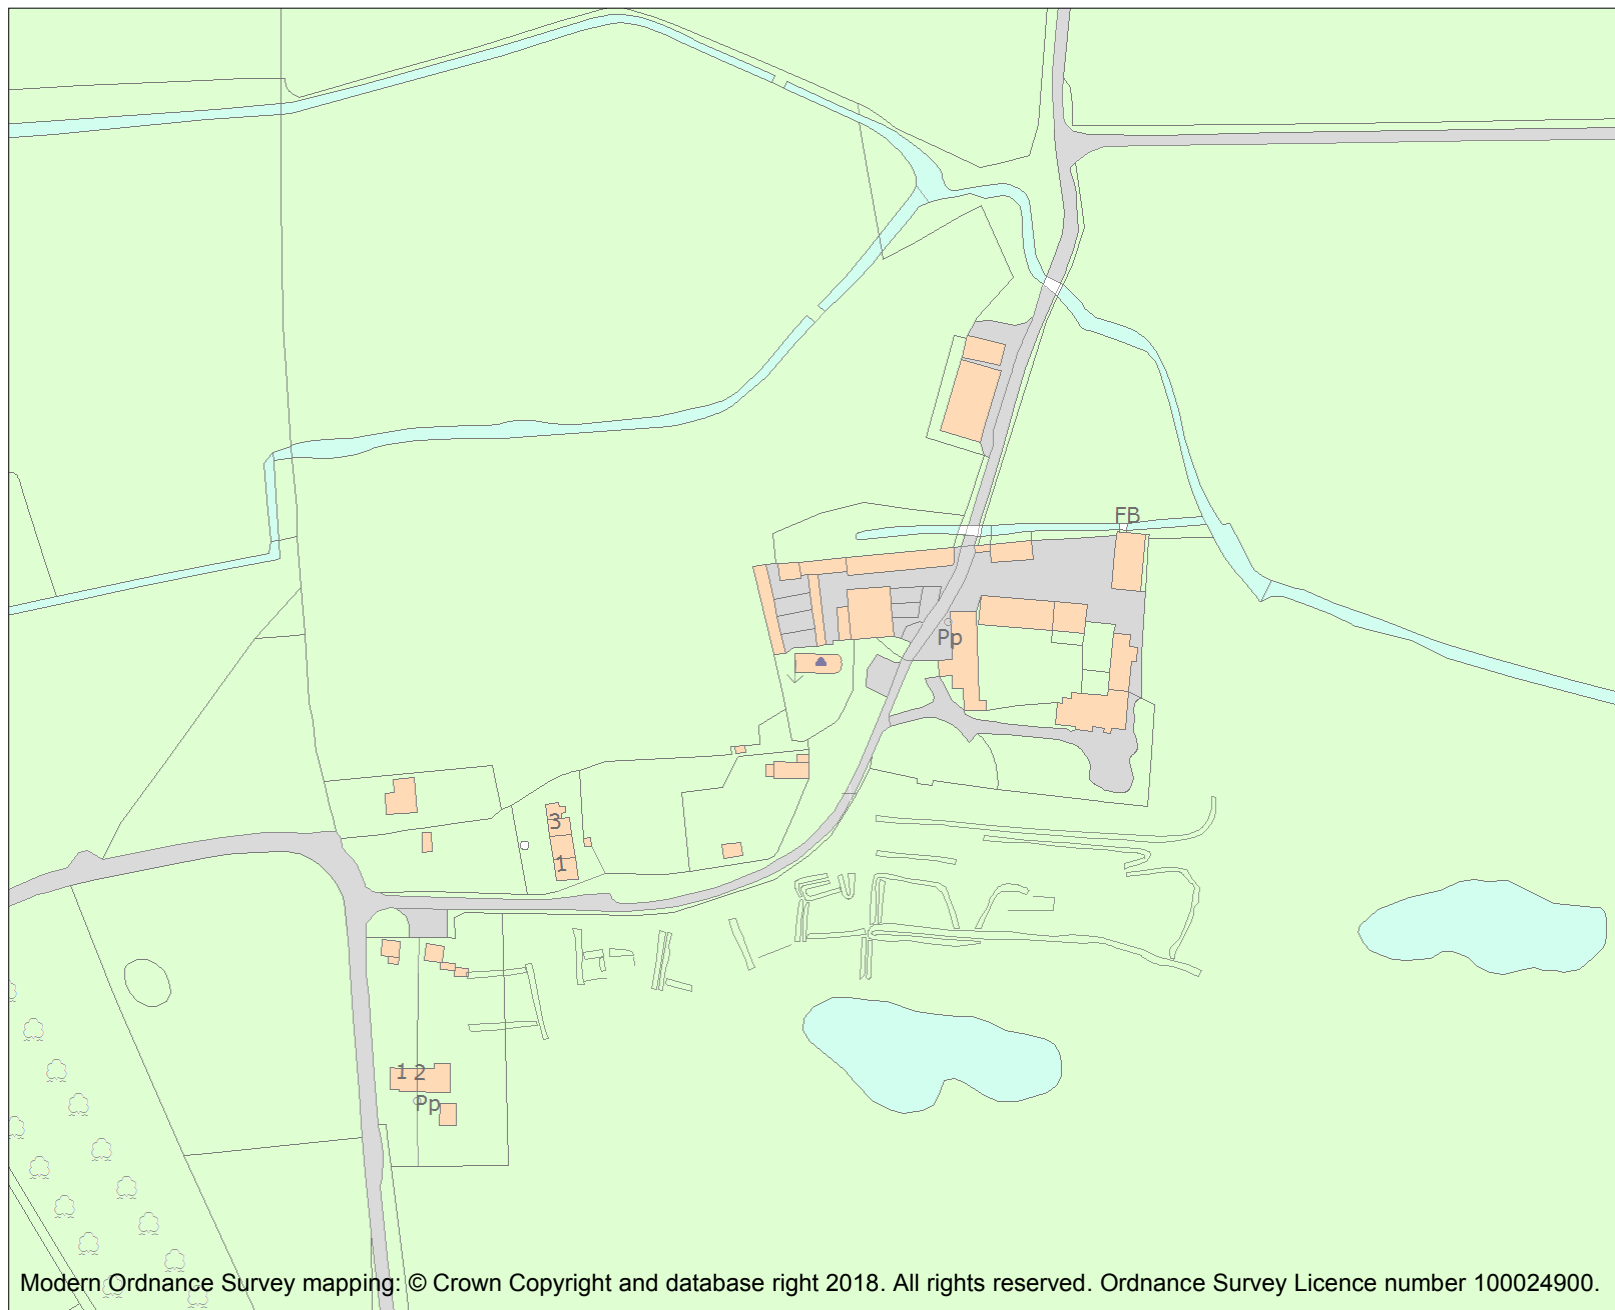 FB
Pp
3
1
1 2
Pp
Modern Ordnance Survey mapping: © Crown Copyright and database right 2018. All rights reserved. Ordnance Survey Licence number 100024900.